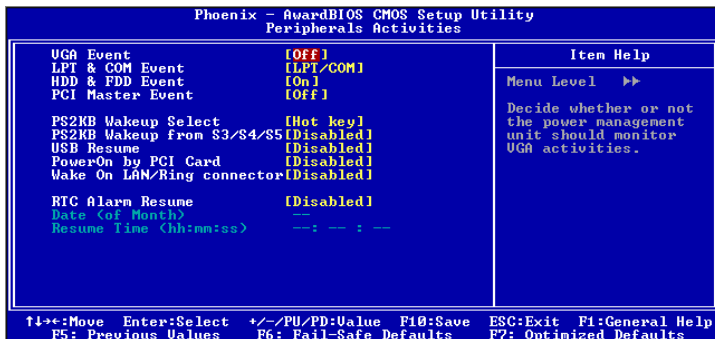 Phoenix - AwardBIOS CMOS Setup Utility
Peripherals Activities
VGA Event [Off]
LPT & COM Event [LPT/COM]
HDD & FDD Event [On]
PCI Master Event [Off]
PS2KB Wakeup Select [Hot key]
PS2KB Wakeup from S3/S4/S5[Disabled]
USB Resume [Disabled]
PowerOn by PCI Card [Disabled]
Wake On LAN/Ring connector[Disabled]
RTC Alarm Resume [Disabled]
Date (of Month) --
Resume Time (hh:mm:ss) --: -- : --
Item Help
Menu Level ►►
Decide whether or not
the power management
unit should monitor
VGA activities.
↑↓→←:Move Enter:Select +/-/PU/PD:Value F10:Save ESC:Exit F1:General Help
F5: Previous Values F6: Fail-Safe Defaults F7: Optimized Defaults